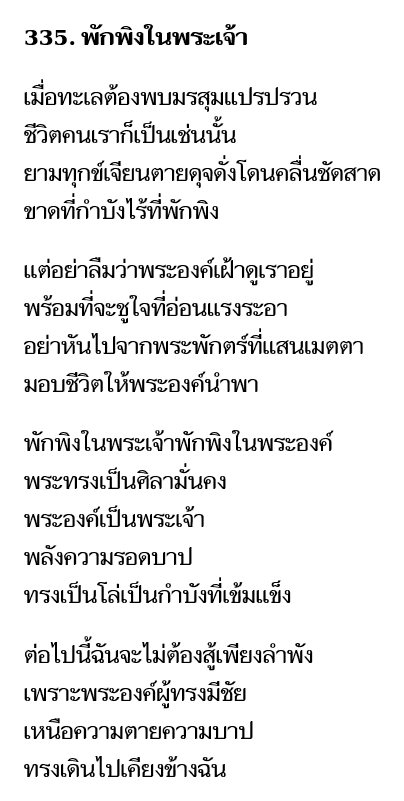 335. พักพิงในพระเจ้า
เมื่อทะเลต้องพบมรสุมแปรปรวน
ชีวิตคนเราก็เป็นเช่นนั้น
ยามทุกข์เจียนตายดุจดั่งโดนคลื่นซัดสาด
ขาดที่กำบังไร้ที่พักพิง
แต่อย่าลืมว่าพระองค์เฝ้าดูเราอยู่
พร้อมที่จะชูใจที่อ่อนแรงระอา
อย่าหันไปจากพระพักตร์ที่แสนเมตตา
มอบชีวิตให้พระองค์นำพา
พักพิงในพระเจ้าพักพิงในพระองค์
พระทรงเป็นศิลามั่นคง
พระองค์เป็นพระเจ้า
พลังความรอดบาป
ทรงเป็นโล่เป็นกำบังที่เข้มแข็ง
ต่อไปนี้ฉันจะไม่ต้องสู้เพียงลำพัง
เพราะพระองค์ผู้ทรงมีชัย
เหนือความตายความบาป
ทรงเดินไปเคียงข้างฉัน